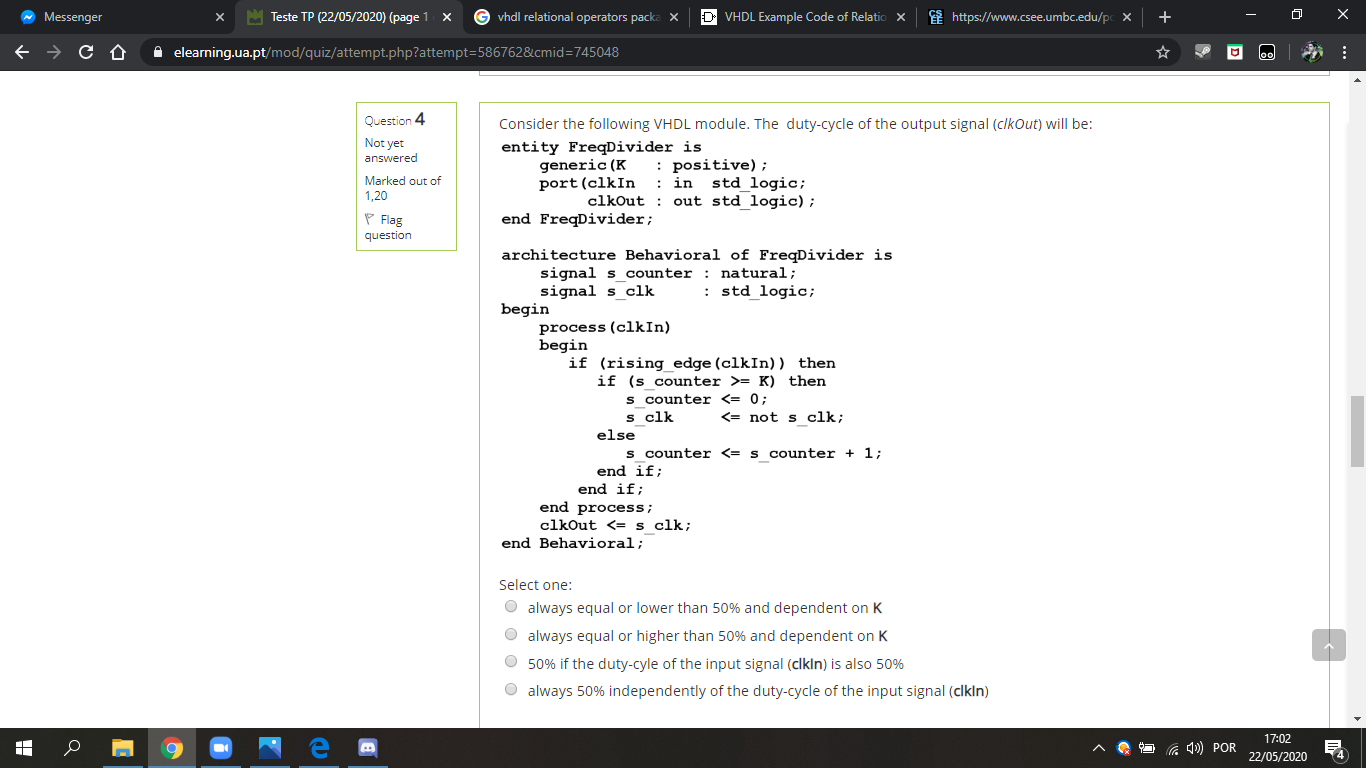 Messenger
Teste TP (22/05/2020) (page 1
vhdl relational operators packa
VHDL Example Code of Relatio
https://www.csee.umbc.edu/po
elearning.ua.pt/mod/quiz/attempt.php?attempt=586762&cmid=745048
Question 4
Not yet
answered
Marked out of
1,20
Flag
question
Consider the following VHDL module. The duty-cycle of the output signal (clkOut) will be:
entity FreqDivider is
generic(K : positive);
port(clkIn : in std_logic;
clkOut : out std_logic);
end FreqDivider;
architecture Behavioral of FreqDivider is
signal s_counter : natural;
signal s_clk : std_logic;
begin
process(clkIn)
begin
if (rising_edge(clkIn)) then
if (s_counter >= K) then
s_counter <= 0;
s_clk <= not s_clk;
else
s_counter <= s_counter + 1;
end if;
end if;
end process;
clkOut <= s_clk;
end Behavioral;
Select one:
always equal or lower than 50% and dependent on K
always equal or higher than 50% and dependent on K
50% if the duty-cyle of the input signal (clkIn) is also 50%
always 50% independently of the duty-cycle of the input signal (clkIn)
POR
17:02
22/05/2020
4